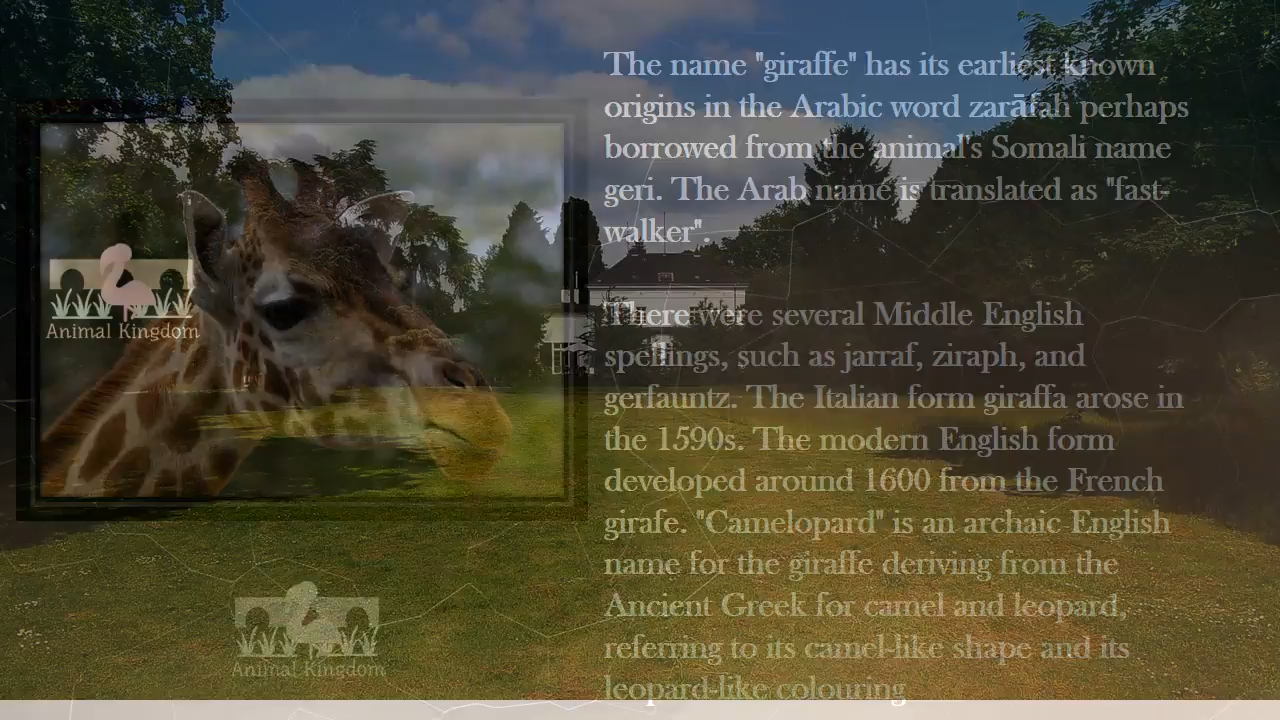 The name "giraffe" has its earliest known
origins in the Arabic word zarāfah perhaps
borrowed from the animal's Somali name
geri. The Arab name is translated as "fast-
walker".
There were several Middle English
spellings, such as jarraf, ziraph, and
gerfauntz. The Italian form giraffa arose in
the 1590s. The modern English form
developed around 1600 from the French
girafe. "Camelopard" is an archaic English
name for the giraffe deriving from the
Ancient Greek for camel and leopard,
referring to its camel-like shape and its
leopard-like colouring
Animal Kingdom
Animal Kingdom